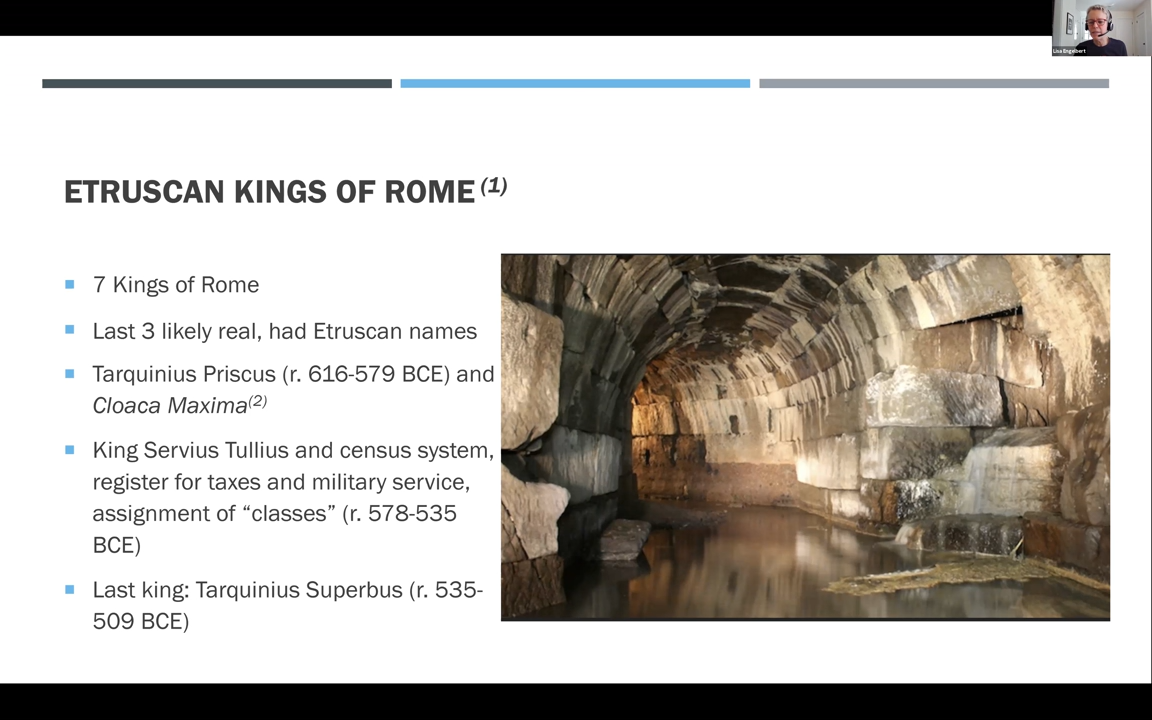 Lisa Engelbert
ETRUSCAN KINGS OF ROME (1)
7 Kings of Rome
Last 3 likely real, had Etruscan names
Tarquinius Priscus (r. 616-579 BCE) and
Cloaca Maxima(2)
King Servius Tullius and census system,
register for taxes and military service,
assignment of “classes” (r. 578-535
BCE)
Last king: Tarquinius Superbus (r. 535-
509 BCE)